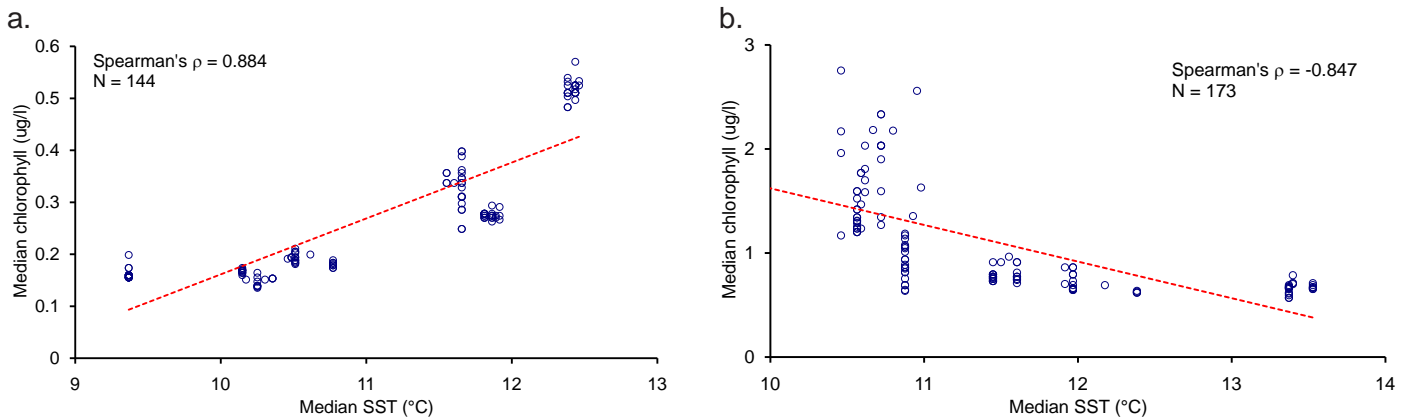 a.
Spearman's ρ = 0.884
N = 144
Median chlorophyll (ug/l)
0.6
0.5
0.4
0.3
0.2
0.1
0
9 10 11 12 13
Median SST (°C)
b.
Spearman's ρ = -0.847
N = 173
Median chlorophyll (ug/l)
3
2
1
0
10 11 12 13 14
Median SST (°C)